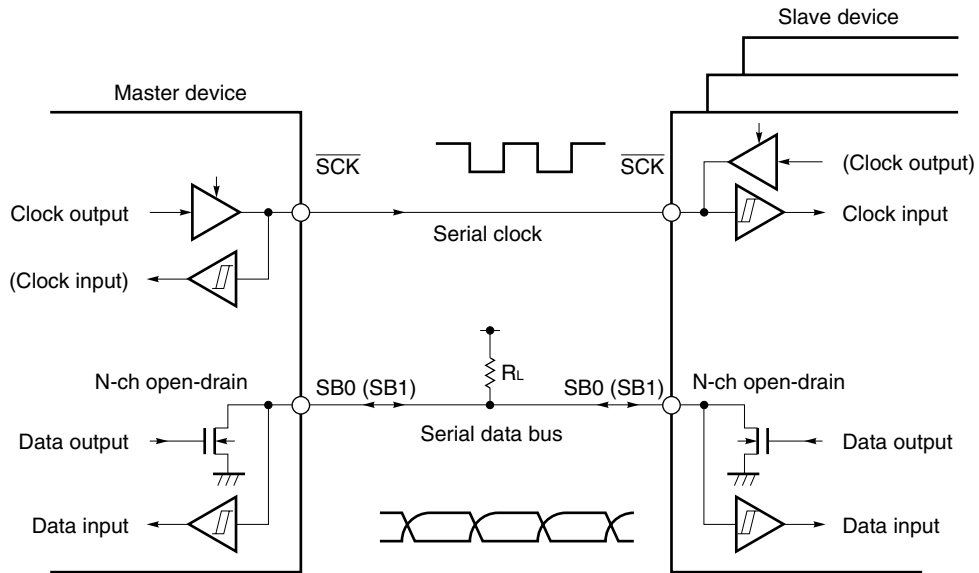 Slave device
Master device
SCK
SCK
(Clock output)
Clock output
Clock input
Serial clock
(Clock input)
RL
N-ch open-drain
SB0 (SB1)
SB0 (SB1)
N-ch open-drain
Data output
Serial data bus
Data output
Data input
Data input